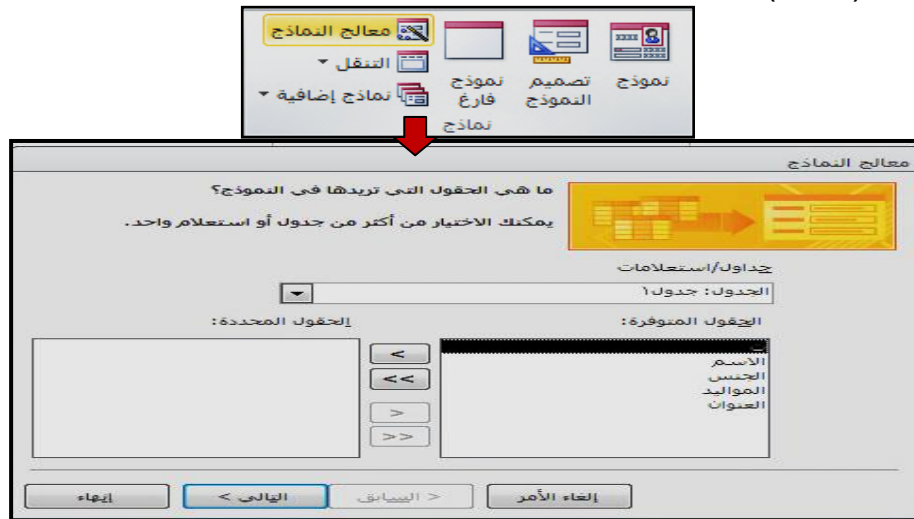 معالج النماذج
التنقل
نماذج إضافية
نموذج
تصميم النموذج
نموذج فارغ
نماذج
معالج النماذج
ما هي الحقول التي تريدها في النموذج؟
يمكنك الاختيار من أكثر من جدول أو استعلام واحد.
جداول/استعلامات
الجدول: جدول١
الحقول المتوفرة:
الحقول المحددة:
ت
الاسم
الجنس
المواليد
العنوان
<
<<
>
>>
إلغاء الأمر
< السابق
التالي >
إنهاء